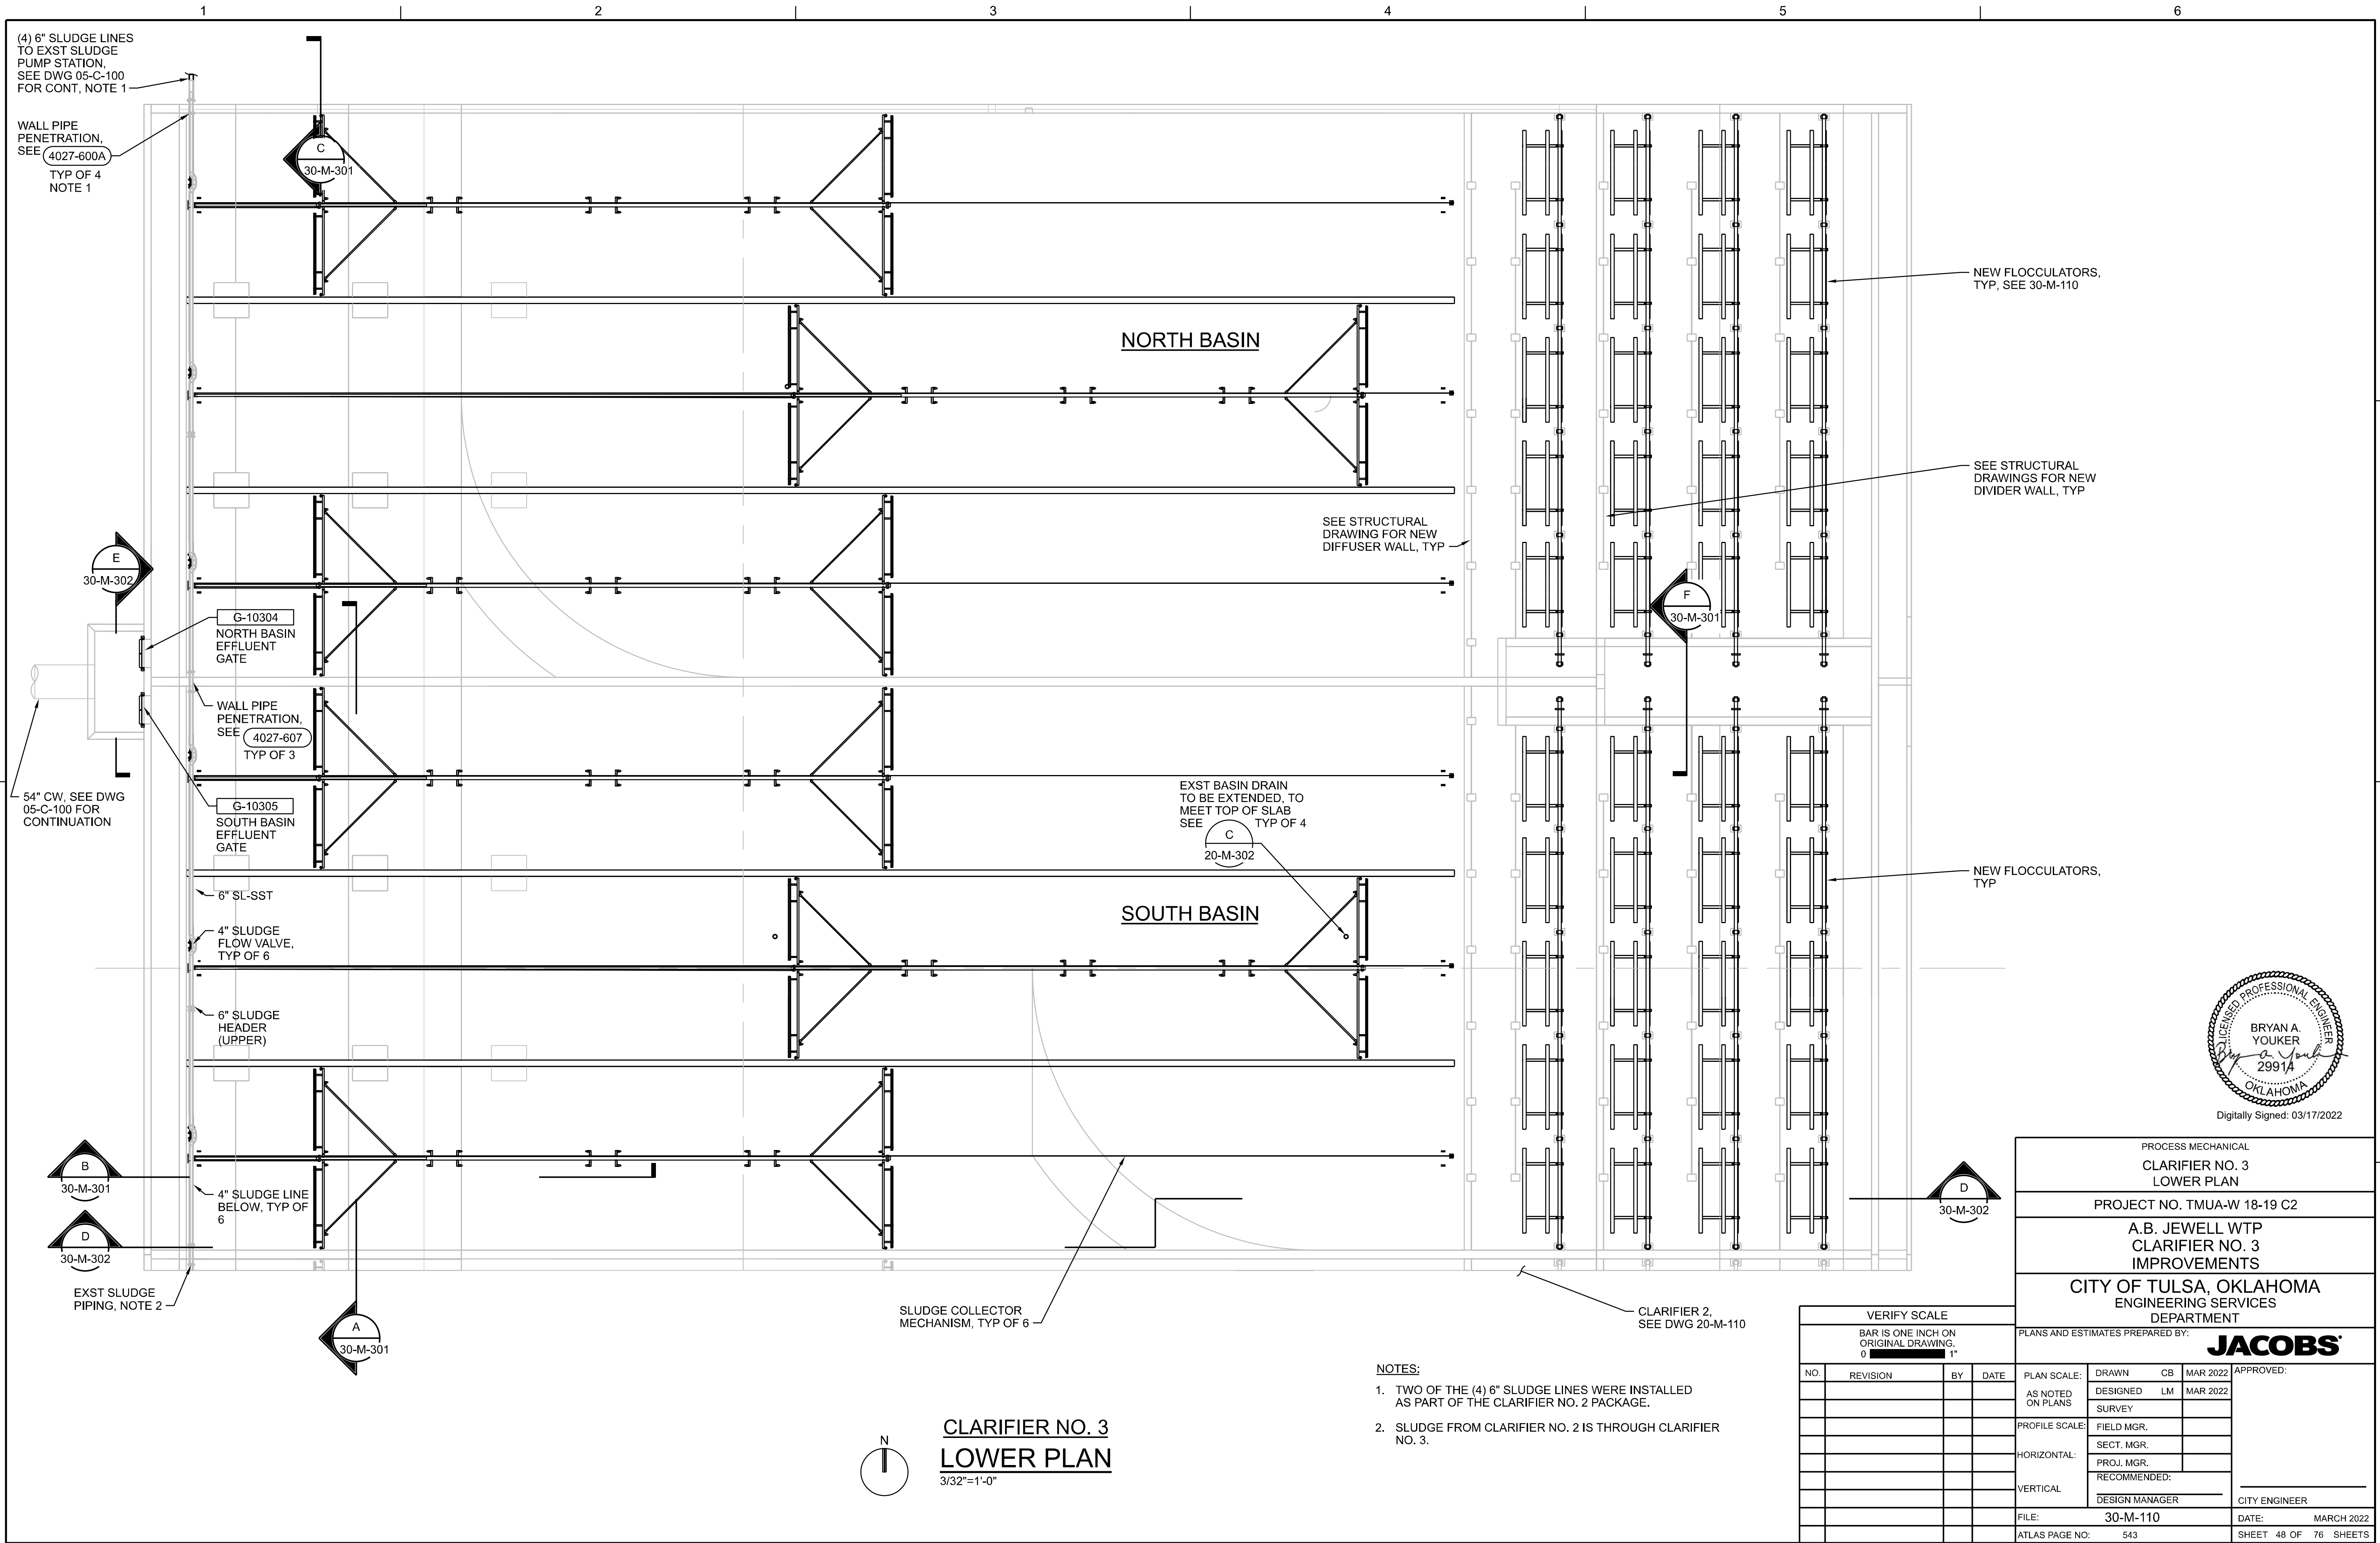 1 2 3 4 5 6
(4) 6" SLUDGE LINES
TO EXST SLUDGE
PUMP STATION,
SEE DWG 05-C-100
FOR CONT, NOTE 1
WALL PIPE
PENETRATION,
SEE 4027-600A
TYP OF 4
NOTE 1
C
30-M-301
NORTH BASIN
NEW FLOCCULATORS,
TYP, SEE 30-M-110
SEE STRUCTURAL
DRAWINGS FOR NEW
DIVIDER WALL, TYP
SEE STRUCTURAL
DRAWING FOR NEW
DIFFUSER WALL, TYP
E
30-M-302
F
30-M-301
G-10304
NORTH BASIN
EFFLUENT
GATE
WALL PIPE
PENETRATION,
SEE 4027-607
TYP OF 3
54" CW, SEE DWG
05-C-100 FOR
CONTINUATION
G-10305
SOUTH BASIN
EFFLUENT
GATE
EXST BASIN DRAIN
TO BE EXTENDED, TO
MEET TOP OF SLAB
SEE C TYP OF 4
20-M-302
NEW FLOCCULATORS,
TYP
6" SL-SST
SOUTH BASIN
4" SLUDGE
FLOW VALVE,
TYP OF 6
6" SLUDGE
HEADER
(UPPER)
B
30-M-301
4" SLUDGE LINE
BELOW, TYP OF
6
D
30-M-302
D
30-M-302
EXST SLUDGE
PIPING, NOTE 2
A
30-M-301
SLUDGE COLLECTOR
MECHANISM, TYP OF 6
CLARIFIER 2,
SEE DWG 20-M-110
NOTES:
1. TWO OF THE (4) 6" SLUDGE LINES WERE INSTALLED
AS PART OF THE CLARIFIER NO. 2 PACKAGE.
2. SLUDGE FROM CLARIFIER NO. 2 IS THROUGH CLARIFIER
NO. 3.
N
CLARIFIER NO. 3
LOWER PLAN
3/32"=1'-0"
LICENSED PROFESSIONAL ENGINEER
BRYAN A.
YOUKER
29914
OKLAHOMA
Digitally Signed: 03/17/2022
PROCESS MECHANICAL
CLARIFIER NO. 3
LOWER PLAN
PROJECT NO. TMUA-W 18-19 C2
A.B. JEWELL WTP
CLARIFIER NO. 3
IMPROVEMENTS
CITY OF TULSA, OKLAHOMA
ENGINEERING SERVICES
DEPARTMENT
PLANS AND ESTIMATES PREPARED BY:
JACOBS
VERIFY SCALE
BAR IS ONE INCH ON
ORIGINAL DRAWING.
0 1"
NO. REVISION BY DATE
PLAN SCALE:
AS NOTED
ON PLANS
PROFILE SCALE:
HORIZONTAL:
VERTICAL
DRAWN CB MAR 2022
DESIGNED LM MAR 2022
SURVEY
FIELD MGR.
SECT. MGR.
PROJ. MGR.
RECOMMENDED:
DESIGN MANAGER
APPROVED:
CITY ENGINEER
FILE: 30-M-110
DATE: MARCH 2022
ATLAS PAGE NO: 543
SHEET 48 OF 76 SHEETS